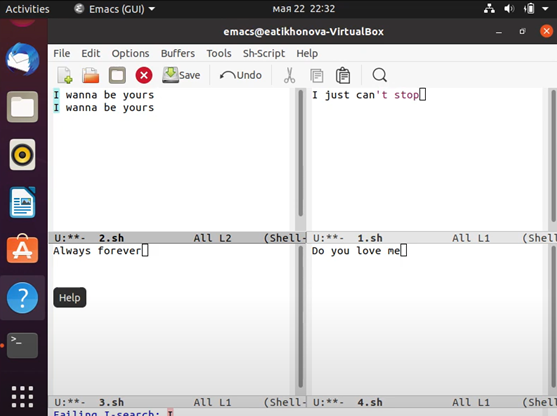 Activities Emacs (GUI) мая 22 22:32
emacs@eatikhonova-VirtualBox
File Edit Options Buffers Tools Sh-Script Help
Save Undo
I wanna be yours
I wanna be yours
U:**- 2.sh All L2 (Shell-
I just can't stop
U:**- 1.sh All L1 (Shell
Always forever
Help
U:**- 3.sh All L1 (Shell-
Do you love me
U:**- 4.sh All L1 (Shell
Failing I-search: I